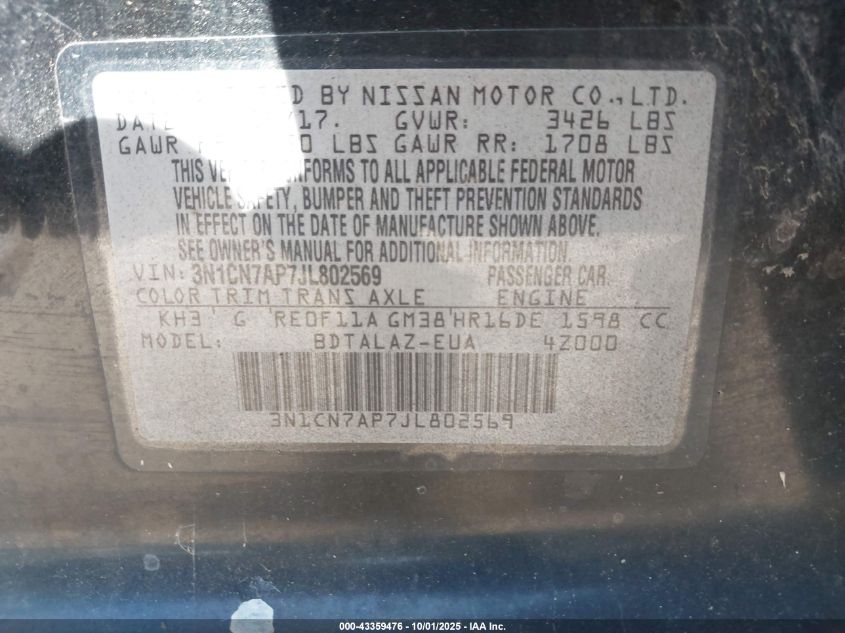 D BY NISSAN MOTOR CO., LTD.
DATE 17. GVWR: 3426 LBS
GAWR 0 LBS GAWR RR: 1708 LBS
THIS VE INFORMS TO ALL APPLICABLE FEDERAL MOTOR
VEHICLE SAFETY, BUMPER AND THEFT PREVENTION STANDARDS
IN EFFECT ON THE DATE OF MANUFACTURE SHOWN ABOVE.
SEE OWNER'S MANUAL FOR ADDITIONAL INFORMATION.
VIN: 3N1CN7AP7JL802569 PASSENGER CAR
COLOR TRIM TRANS AXLE ENGINE
KH3 G RE0F11A GM38 HR16DE 1598 CC
MODEL: BDTALAZ-EUA 4Z000
3N1CN7AP7JL802569
000-43359476 • 10/01/2025 • IAA Inc.